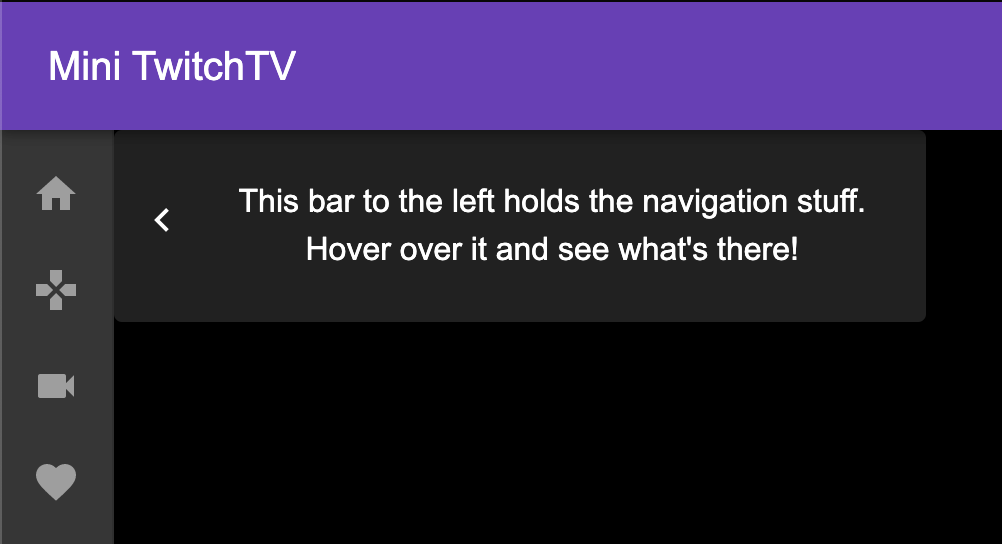 Mini TwitchTV
This bar to the left holds the navigation stuff.
Hover over it and see what's there!